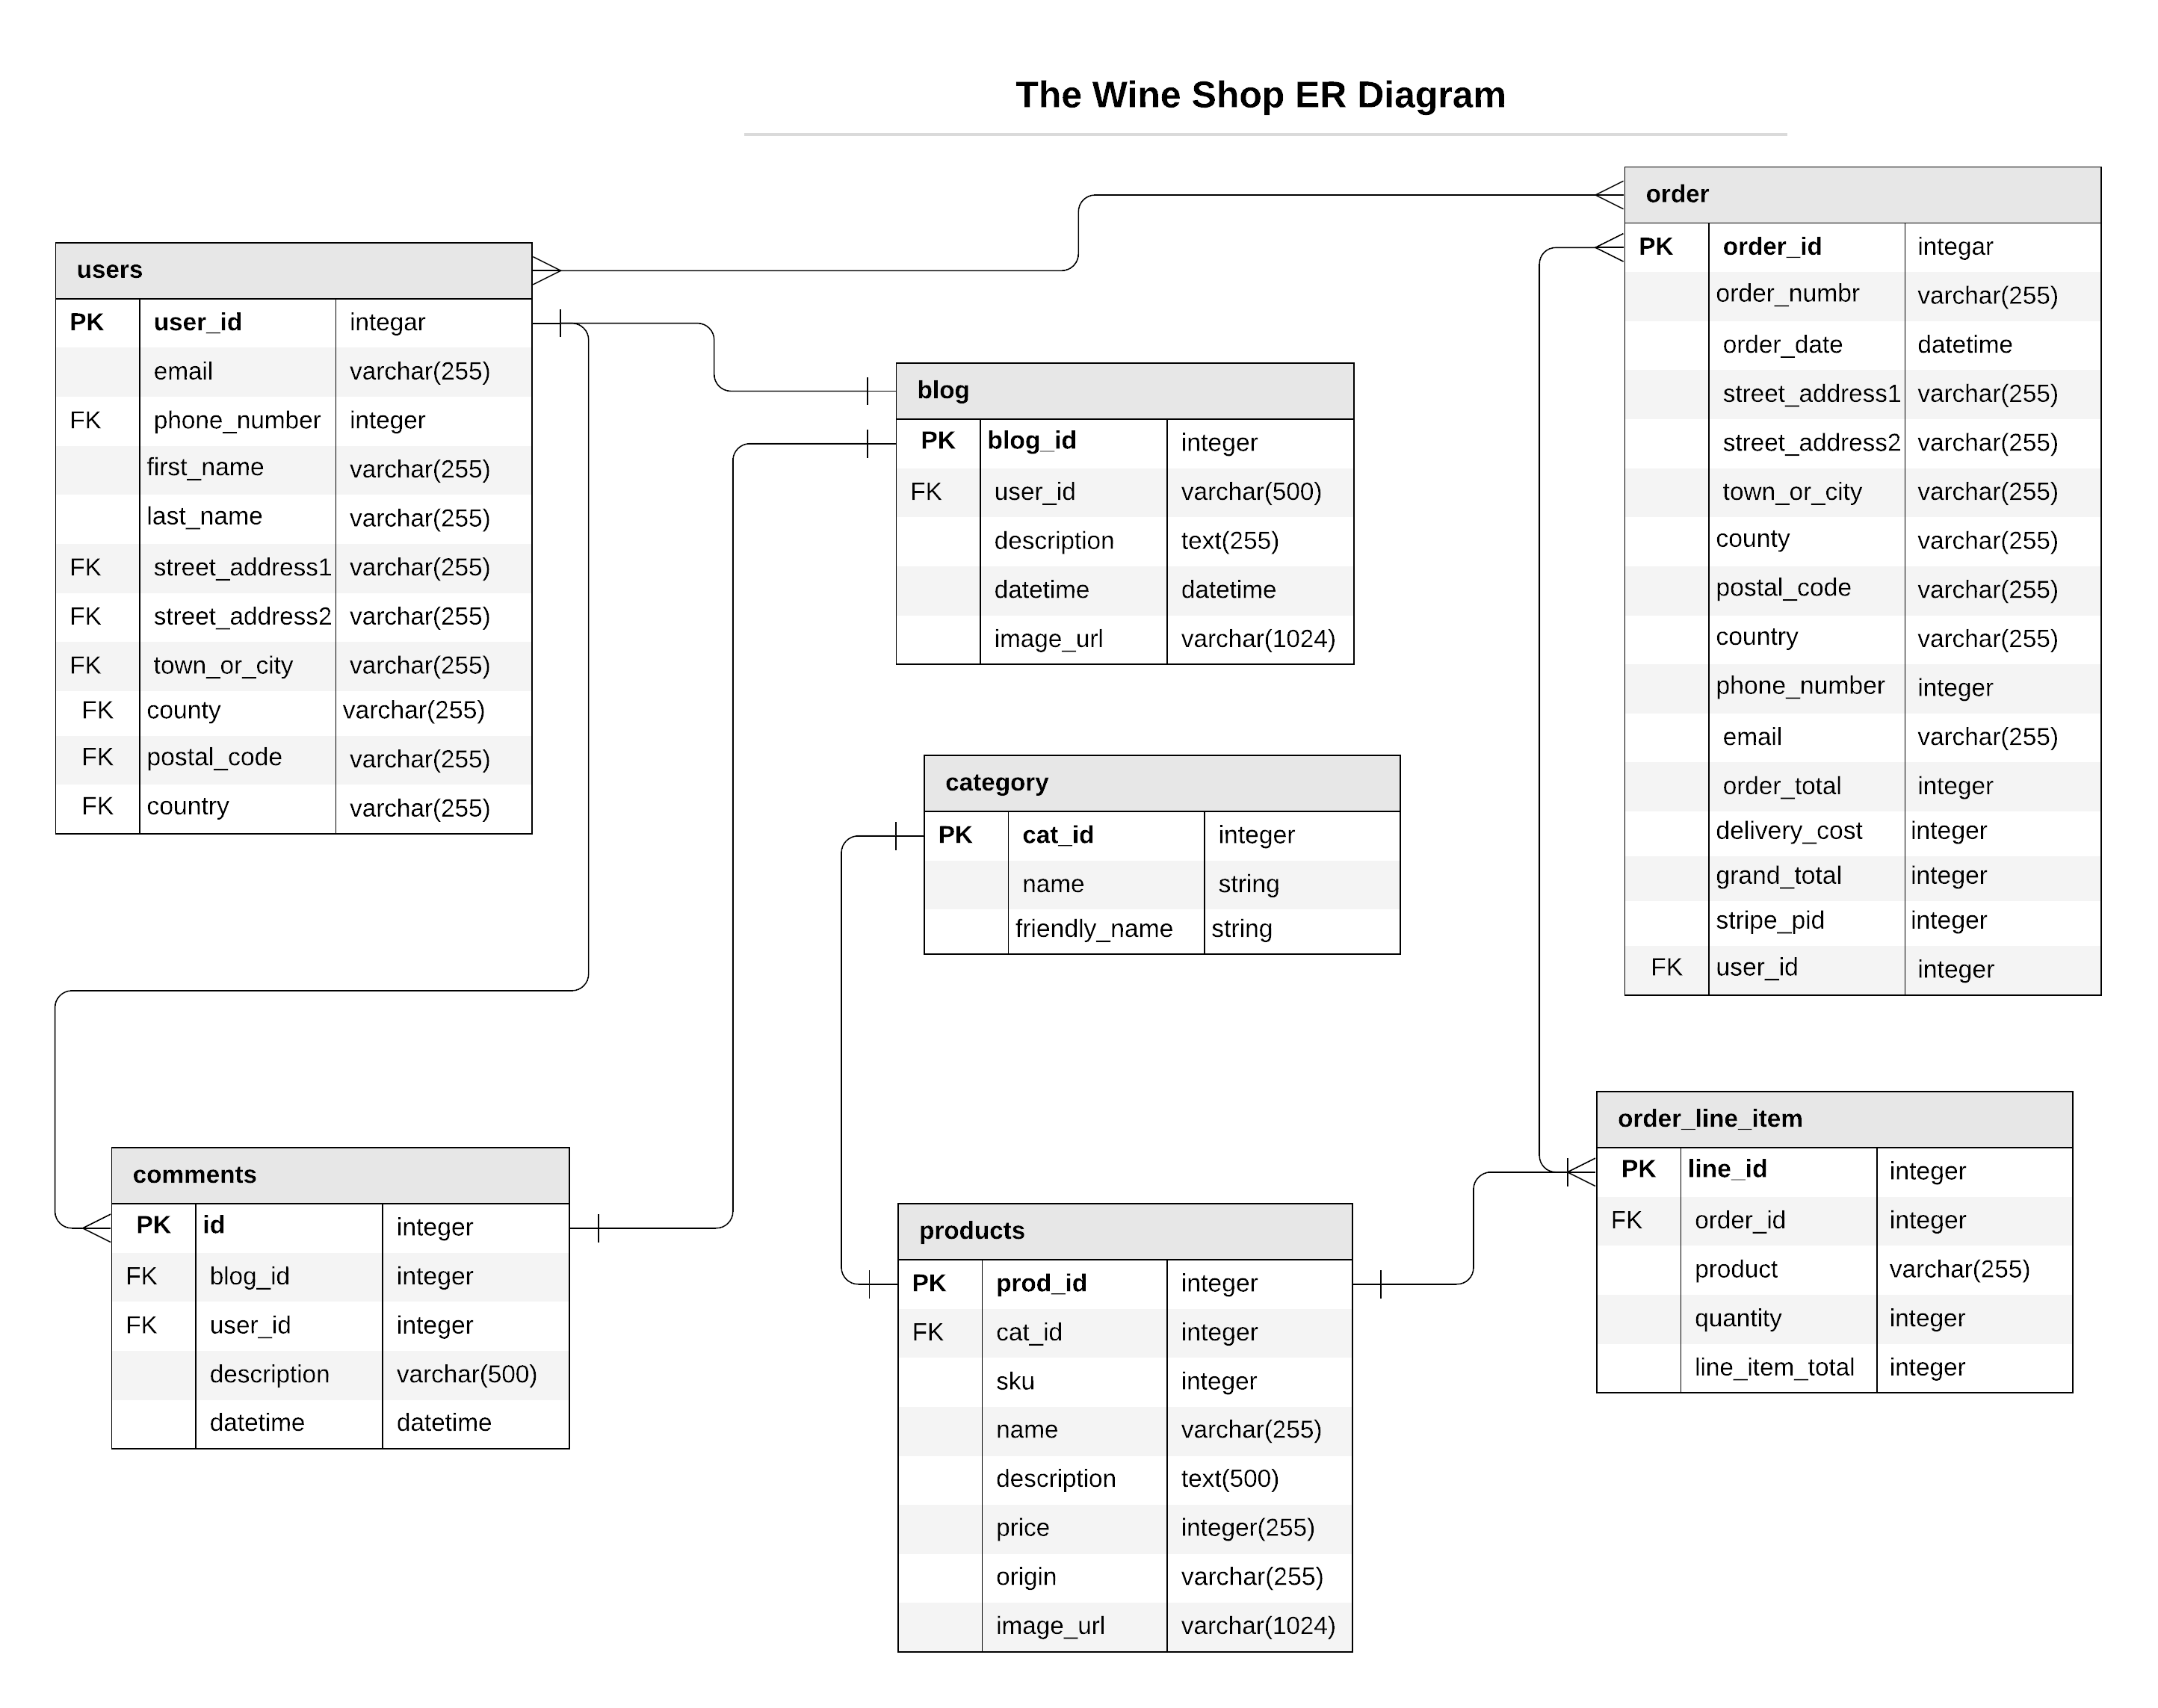 The Wine Shop ER Diagram
users
PK user_id integar
email varchar(255)
FK phone_number integer
first_name varchar(255)
last_name varchar(255)
FK street_address1 varchar(255)
FK street_address2 varchar(255)
FK town_or_city varchar(255)
FK county varchar(255)
FK postal_code varchar(255)
FK country varchar(255)
blog
PK blog_id integer
FK user_id varchar(500)
description text(255)
datetime datetime
image_url varchar(1024)
order
PK order_id integar
order_numbr varchar(255)
order_date datetime
street_address1 varchar(255)
street_address2 varchar(255)
town_or_city varchar(255)
county varchar(255)
postal_code varchar(255)
country varchar(255)
phone_number integer
email varchar(255)
order_total integer
delivery_cost integer
grand_total integer
stripe_pid integer
FK user_id integer
category
PK cat_id integer
name string
friendly_name string
comments
PK id integer
FK blog_id integer
FK user_id integer
description varchar(500)
datetime datetime
products
PK prod_id integer
FK cat_id integer
sku integer
name varchar(255)
description text(500)
price integer(255)
origin varchar(255)
image_url varchar(1024)
order_line_item
PK line_id integer
FK order_id integer
product varchar(255)
quantity integer
line_item_total integer